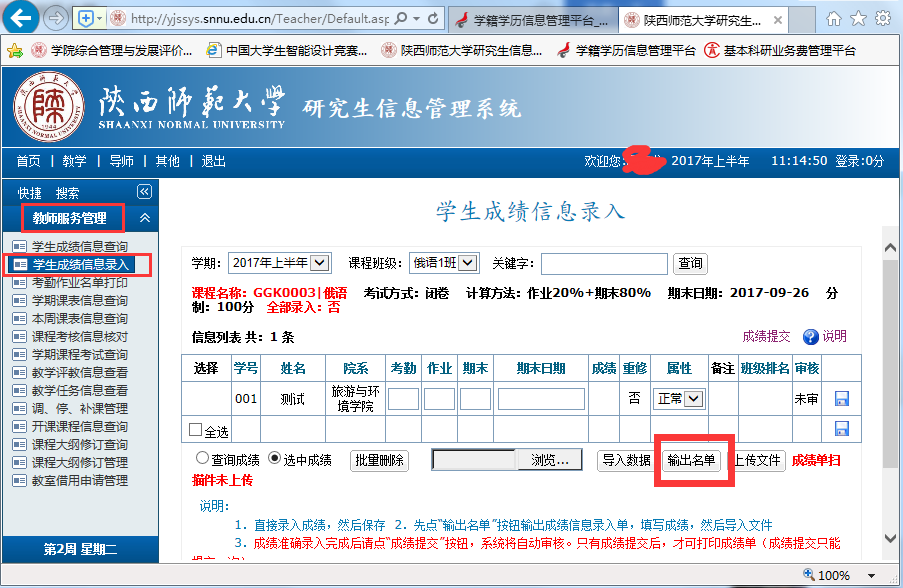 http://yjssys.snnu.edu.cn/Teacher/Default.asp
学籍学历信息管理平台_...
陕西师范大学研究生...
学院综合管理与发展评价...
中国大学生智能设计竞赛...
陕西师范大学研究生信息...
学籍学历信息管理平台
基本科研业务费管理平台
陕西师范大学
SHAANXI NORMAL UNIVERSITY
研究生信息管理系统
首页 | 教学 | 导师 | 其他 | 退出
欢迎您: 2017年上半年 11:14:50 登录:0分
快捷 搜索
教师服务管理
学生成绩信息查询
学生成绩信息录入
考勤作业名单打印
学期课表信息查询
本周课表信息查询
课程考核信息核对
学期课程考试查询
教学评教信息查看
教学任务信息查看
调、停、补课管理
开课课程信息查询
课程大纲修订查询
课程大纲修订管理
教室借用申请管理
第2周 星期二
学生成绩信息录入
学期: 2017年上半年 课程班级: 俄语1班 关键字: 查询
课程名称：GGK0003|俄语 考试方式：闭卷 计算方法：作业20%+期末80% 期末日期：2017-09-26 分
制：100分 全部录入：否
信息列表 共：1 条 成绩提交 说明
选择 学号 姓名 院系 考勤 作业 期末 期末日期 成绩 重修 属性 备注 班级排名 审核
001 测试 旅游与环
境学院 否 正常 未审
全选
查询成绩 选中成绩 批量删除 浏览... 导入数据 输出名单 上传文件 成绩单扫
描件未上传
说明:
1. 直接录入成绩，然后保存 2. 先点“输出名单”按钮输出成绩信息录入单，填写成绩，然后导入文件
3. 成绩准确录入完成后请点“成绩提交”按钮，系统将自动审核。只有成绩提交后，才可打印成绩单（成绩提交只能
100%